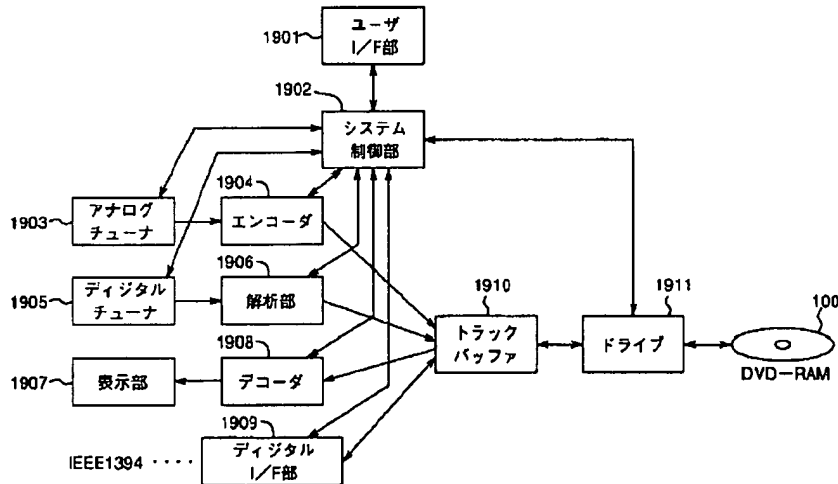 1901
ユーザ
I/F部
1902
システム
制御部
1903
アナログ
チューナ
1904
エンコーダ
1905
ディジタル
チューナ
1906
解析部
1907
表示部
1908
デコーダ
1909
ディジタル
I/F部
IEEE1394 ‥‥
1910
トラック
バッファ
1911
ドライブ
100
DVD-RAM